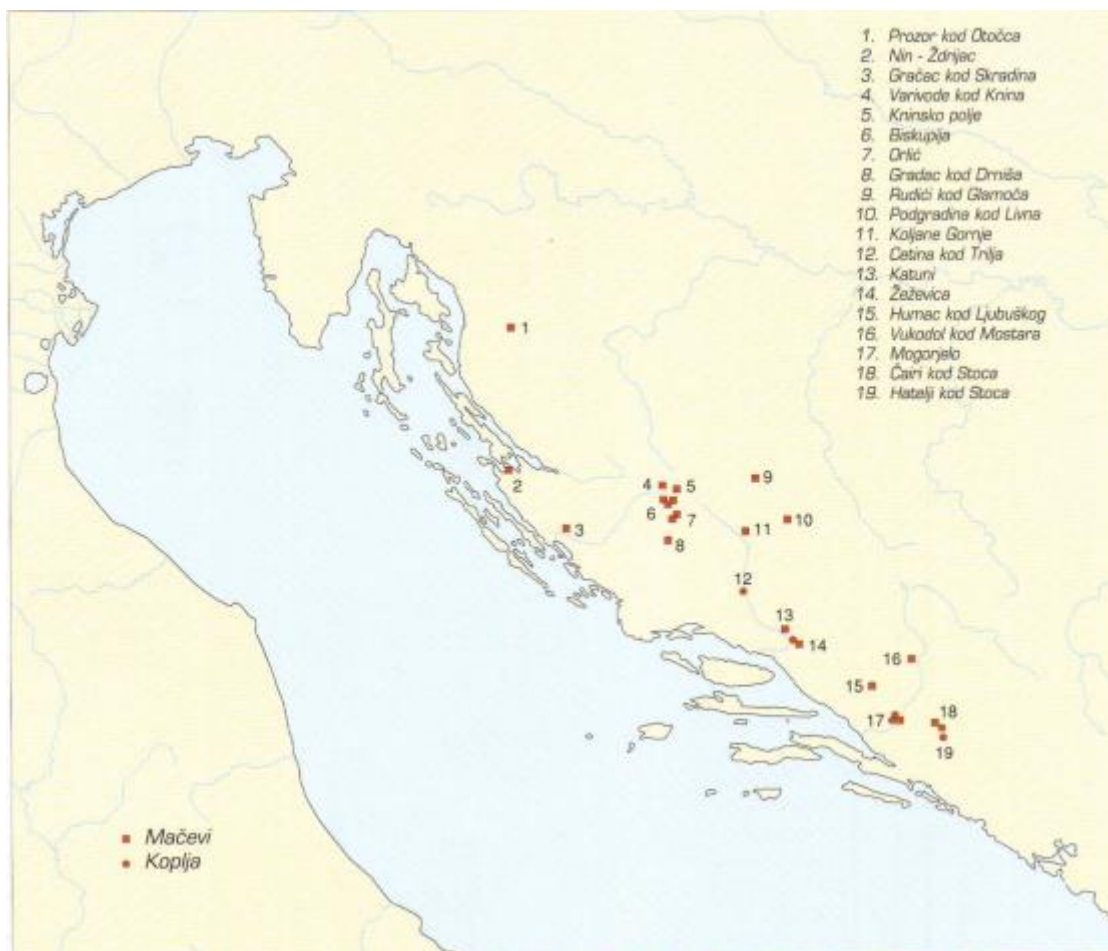 1. Prozor kod Otočca
2. Nin - Ždrijac
3. Gračac kod Skradina
4. Varivode kod Knina
5. Kninsko polje
6. Biskupija
7. Orlić
8. Gradac kod Drniša
9. Rudići kod Glamoča
10. Podgradina kod Livna
11. Koljane Gornje
12. Cetina kod Trilja
13. Katuni
14. Žeževica
15. Humac kod Ljubuškog
16. Vukodol kod Mostara
17. Mogorjelo
18. Čairi kod Stoca
19. Hatelji kod Stoca
1
2
3
4
5
6
7
8
9
10
11
12
13
14
15
16
17
18
19
Mačevi
Koplja